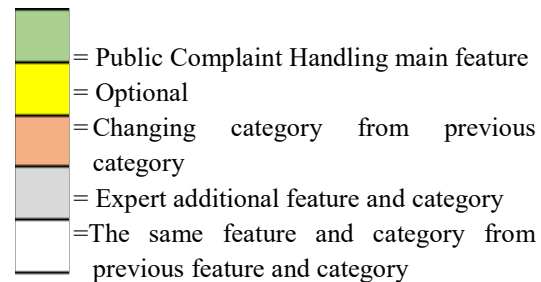 = Public Complaint Handling main feature
= Optional
= Changing category from previous
category
= Expert additional feature and category
=The same feature and category from
previous feature and category